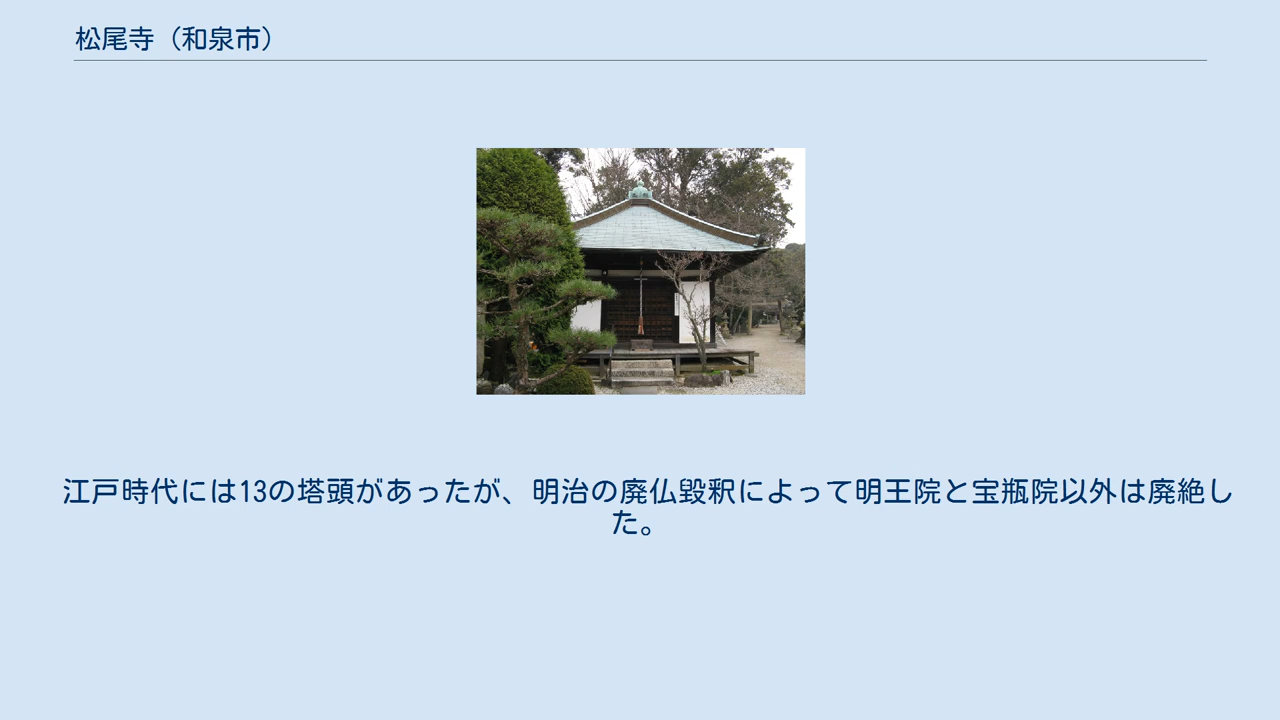 松尾寺（和泉市）
江戸時代には13の塔頭があったが、明治の廃仏毀釈によって明王院と宝瓶院以外は廃絶し
た。